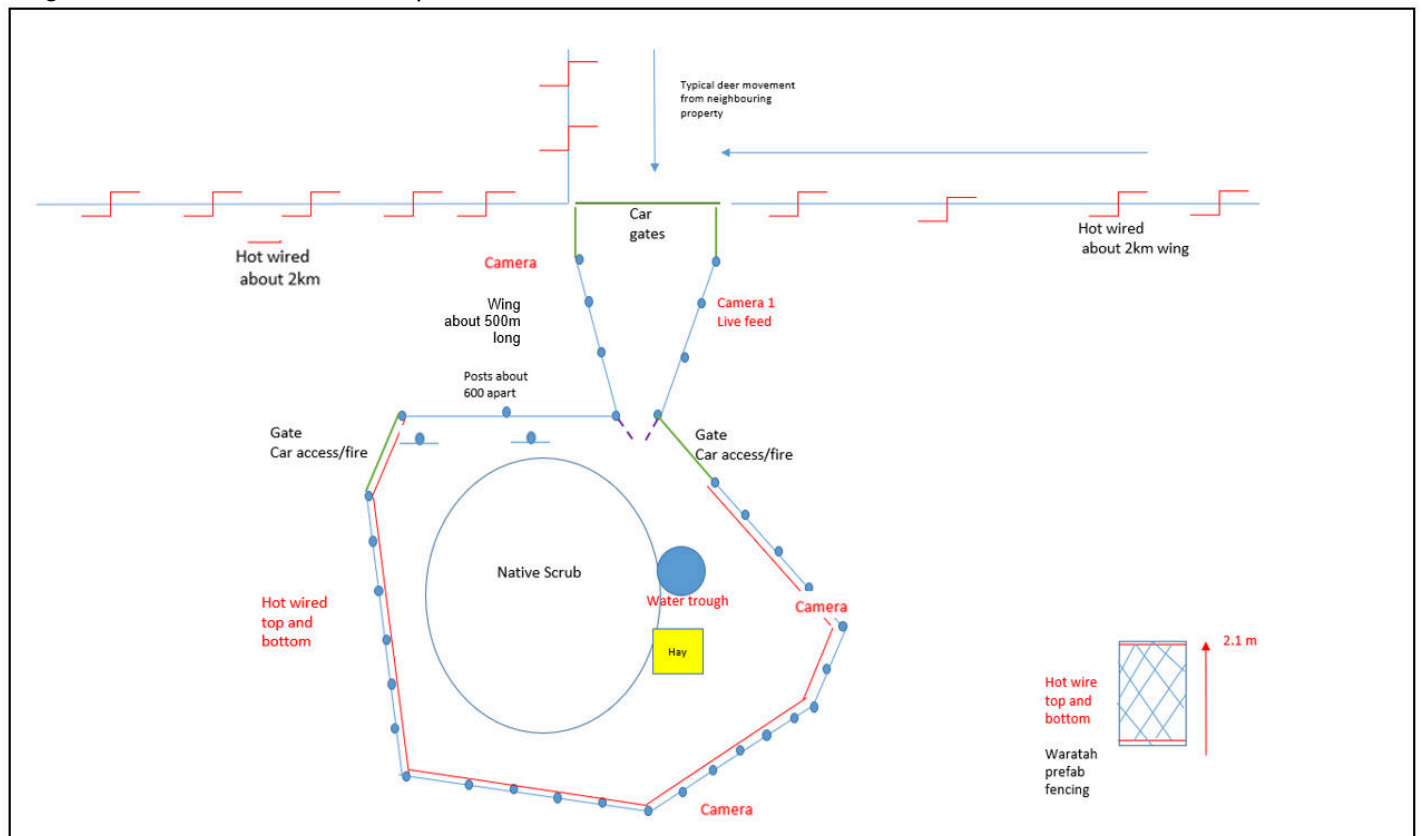 Typical deer movement
from neighbouring
property
Car
gates
Hot wired
about 2km
Hot wired
about 2km wing
Camera
Camera 1
Live feed
Wing
about 500m
long
Posts about
600 apart
Gate
Car access/fire
Gate
Car access/fire
Native Scrub
Water trough
Hot wired
top and
bottom
Camera
Hay
2.1 m
Hot wire
top and
bottom
Waratah
prefab
fencing
Camera